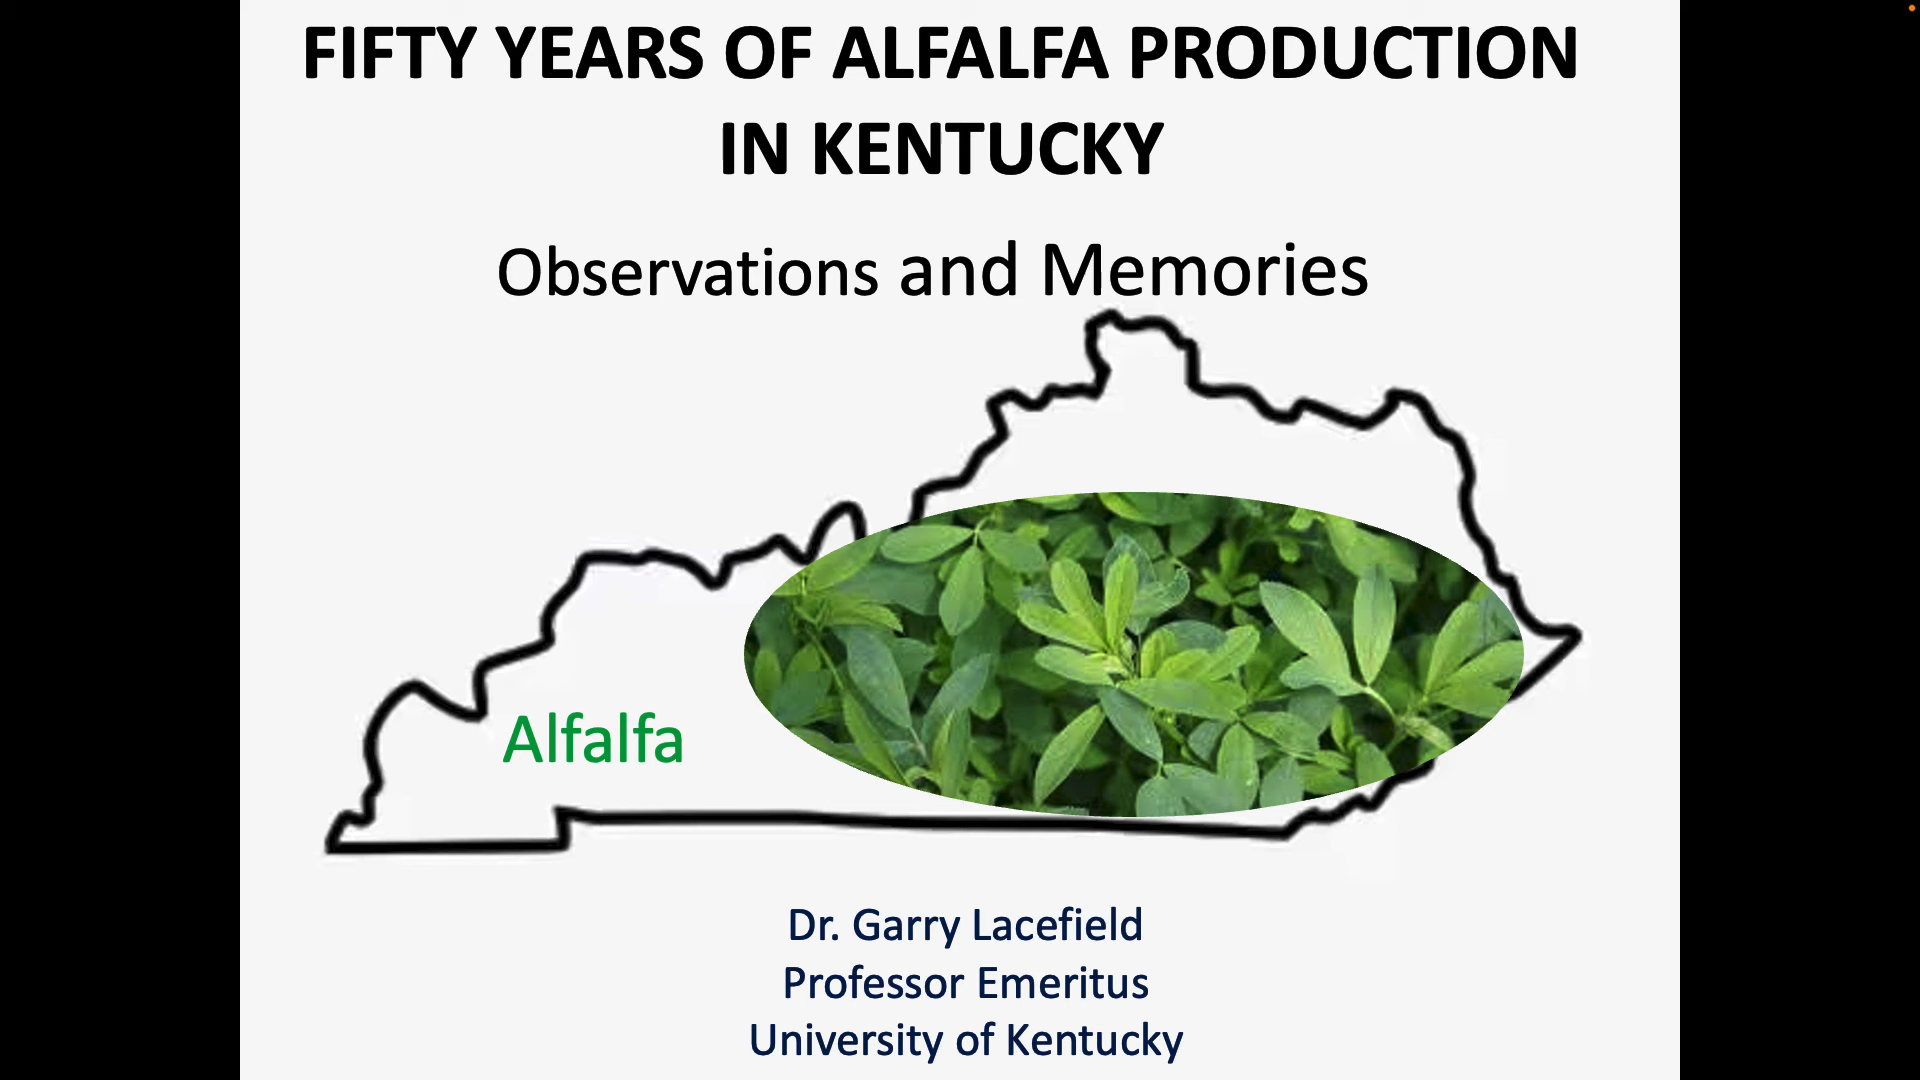 FIFTY YEARS OF ALFALFA PRODUCTION
IN KENTUCKY
Observations and Memories
Alfalfa
Dr. Garry Lacefield
Professor Emeritus
University of Kentucky